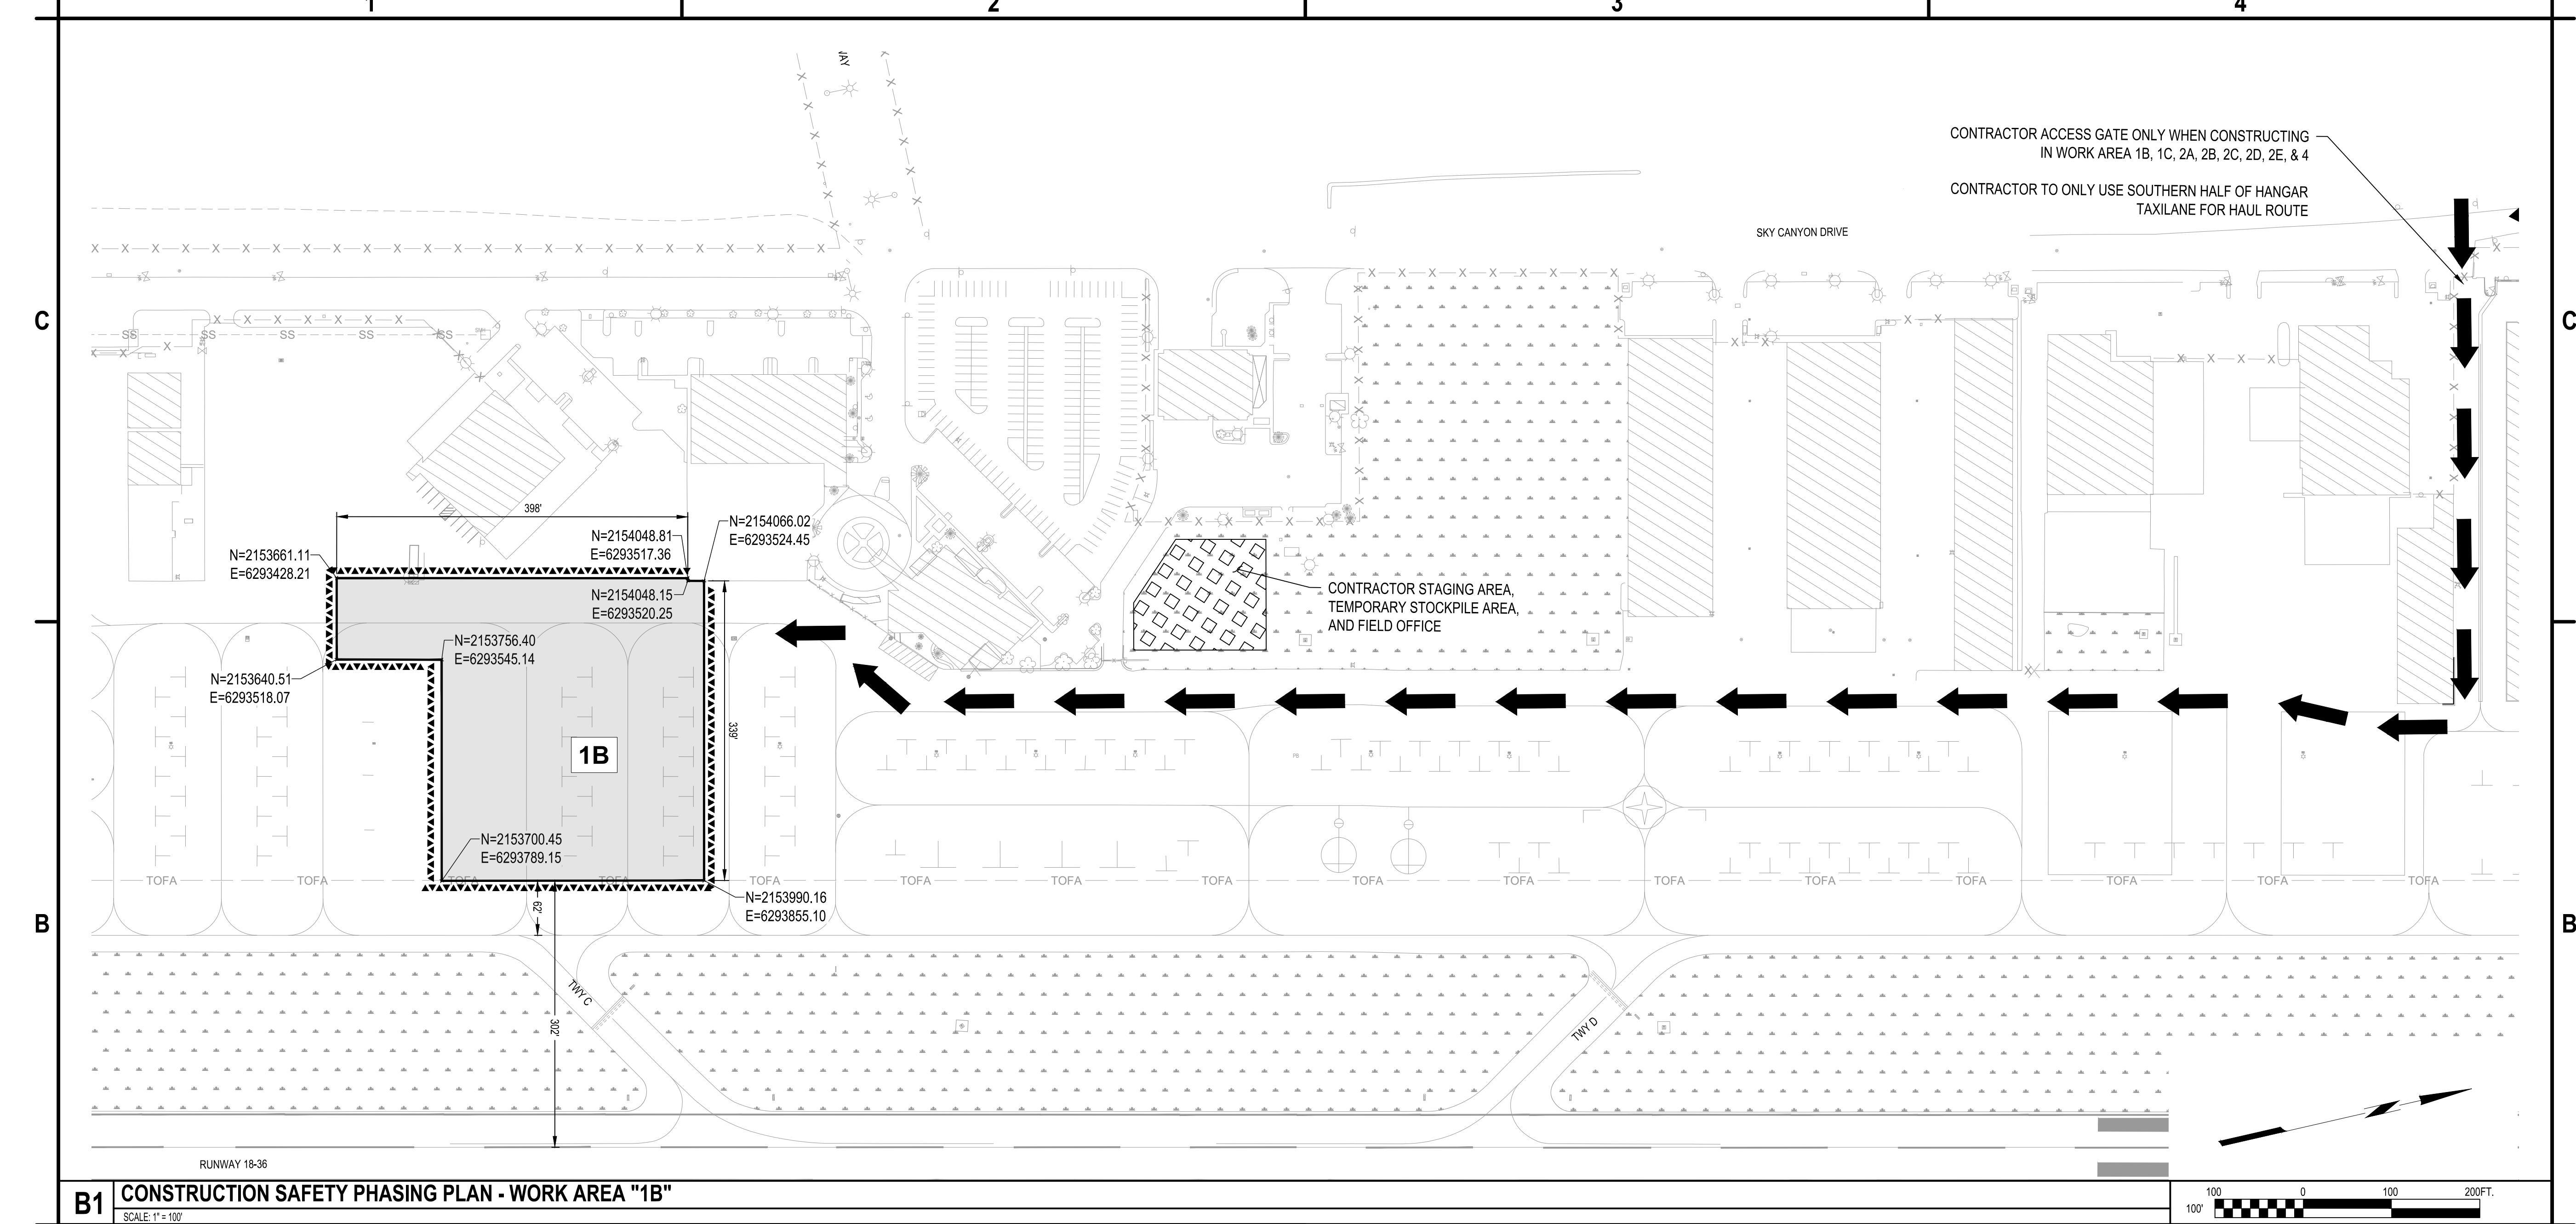 1
2
3
4
WAY
CONTRACTOR ACCESS GATE ONLY WHEN CONSTRUCTING
IN WORK AREA 1B, 1C, 2A, 2B, 2C, 2D, 2E, & 4
CONTRACTOR TO ONLY USE SOUTHERN HALF OF HANGAR
TAXILANE FOR HAUL ROUTE
SKY CANYON DRIVE
C
C
SS SS SS SS SS
398'
N=2153661.11
E=6293428.21
N=2154048.81
E=6293517.36
N=2154066.02
E=6293524.45
N=2154048.15
E=6293520.25
CONTRACTOR STAGING AREA,
TEMPORARY STOCKPILE AREA,
AND FIELD OFFICE
N=2153756.40
E=6293545.14
N=2153640.51
E=6293518.07
339'
1B
N=2153700.45
E=6293789.15
TOFA TOFA TOFA TOFA TOFA TOFA TOFA TOFA TOFA TOFA TOFA TOFA TOFA TOFA TOFA TOFA
N=2153990.16
E=6293855.10
62'
B
B
TWY C
302'
TWY D
RUNWAY 18-36
B1
CONSTRUCTION SAFETY PHASING PLAN - WORK AREA "1B"
SCALE: 1" = 100'
100 0 100 200FT.
100'